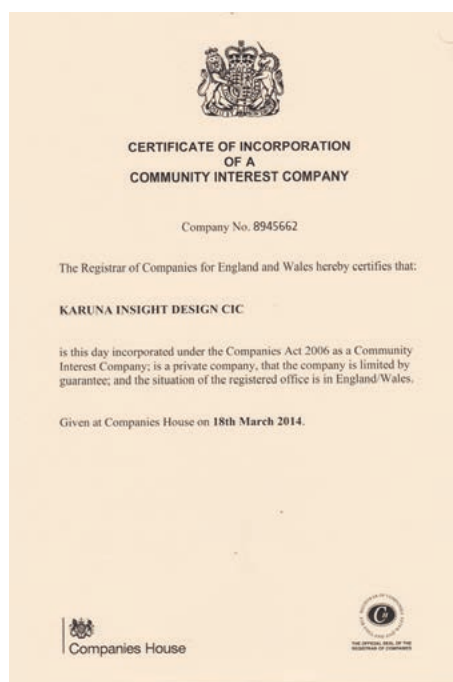 CERTIFICATE OF INCORPORATION
OF A
COMMUNITY INTEREST COMPANY
Company No. 8945662
The Registrar of Companies for England and Wales hereby certifies that:
KARUNA INSIGHT DESIGN CIC
is this day incorporated under the Companies Act 2006 as a Community
Interest Company; is a private company, that the company is limited by
guarantee; and the situation of the registered office is in England/Wales.
Given at Companies House on 18th March 2014.
Companies House
THE OFFICIAL SEAL OF THE
REGISTRAR OF COMPANIES